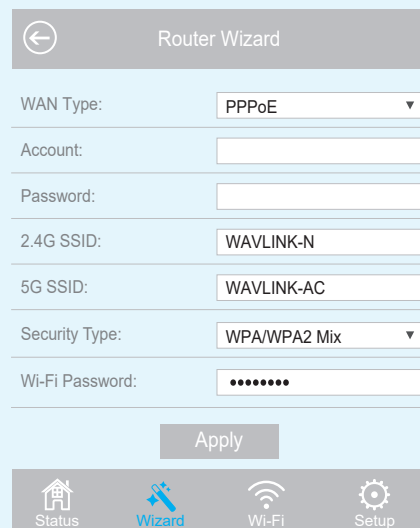 Router Wizard
WAN Type: PPPoE
Account:
Password:
2.4G SSID: WAVLINK-N
5G SSID: WAVLINK-AC
Security Type: WPA/WPA2 Mix
Wi-Fi Password: ••••••••
Apply
Status Wizard Wi-Fi Setup